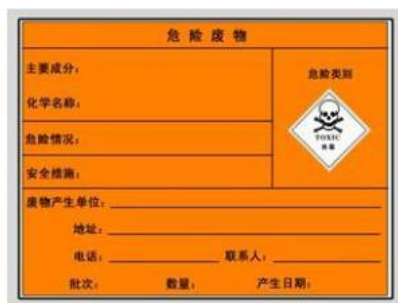 危险废物
主要成分:
危险类别
化学名称:
TOXIC
有毒
危险情况:
安全措施:
废物产生单位:
地址:
电话: 联系人:
批次: 数量: 产生日期: